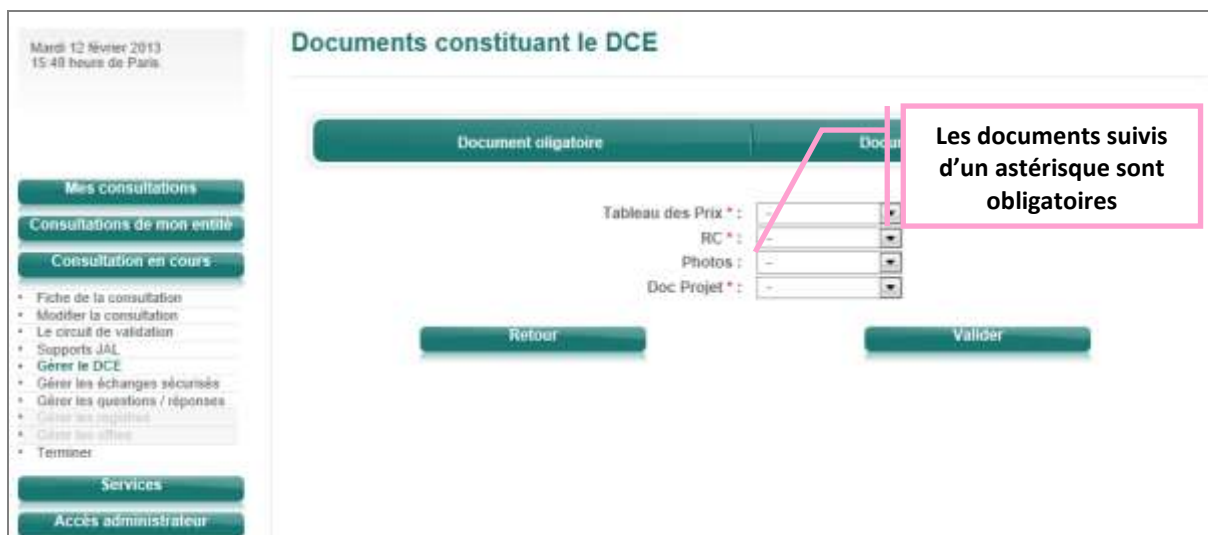 Mardi 12 février 2013
15:48 heure de Paris
Documents constituant le DCE
Document oligatoire
Les documents suivis
d’un astérisque sont
obligatoires
Mes consultations
Consultations de mon entité
Consultation en cours
Fiche de la consultation
Modifier la consultation
Le circuit de validation
Supports JAL
Gérer le DCE
Gérer les échanges sécurisés
Gérer les questions / réponses
Gérer les registres
Gérer les offres
Terminer
Services
Accès administrateur
Tableau des Prix * : -
RC * : -
Photos : -
Doc Projet * : -
Retour
Valider